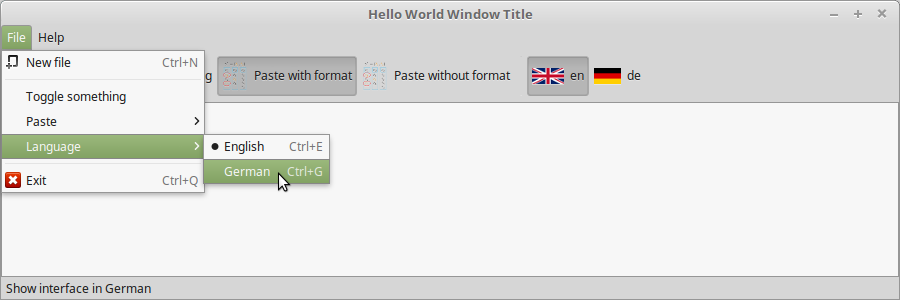 Hello World Window Title
File Help
New file Ctrl+N
g Paste with format Paste without format en de
Toggle something
Paste
Language
English Ctrl+E
German Ctrl+G
Exit Ctrl+Q
Show interface in German